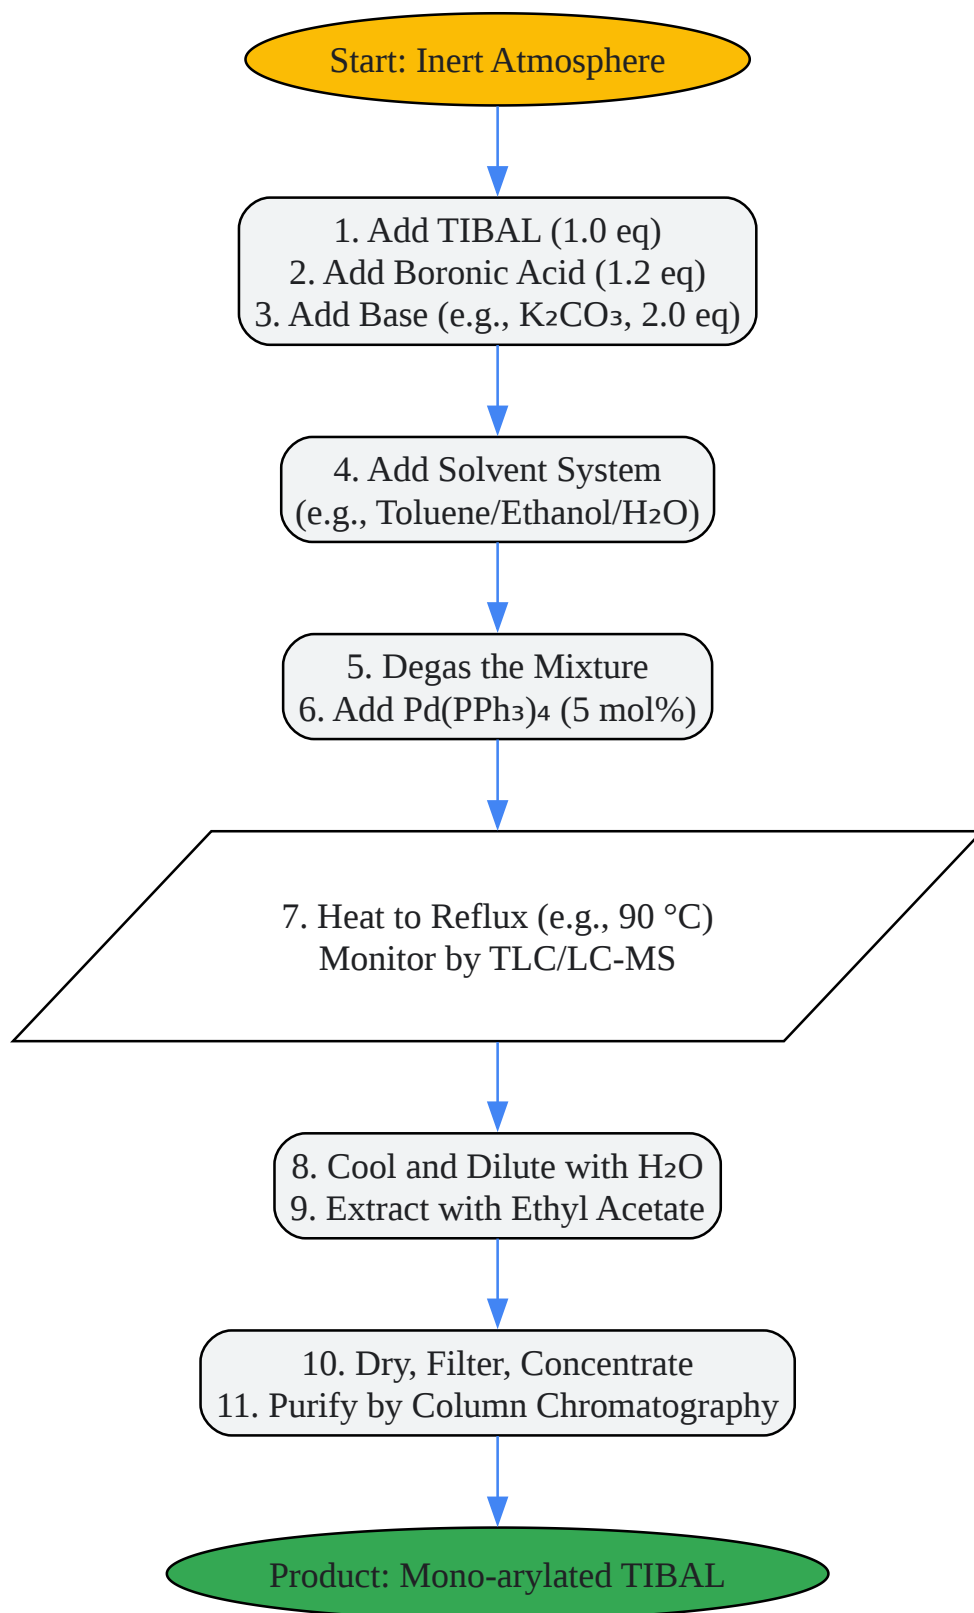 Start: Inert Atmosphere
1. Add TIBAL (1.0 eq)
2. Add Boronic Acid (1.2 eq)
3. Add Base (e.g., K₂CO₃, 2.0 eq)
4. Add Solvent System
(e.g., Toluene/Ethanol/H₂O)
5. Degas the Mixture
6. Add Pd(PPh₃)₄ (5 mol%)
7. Heat to Reflux (e.g., 90 °C)
Monitor by TLC/LC-MS
8. Cool and Dilute with H₂O
9. Extract with Ethyl Acetate
10. Dry, Filter, Concentrate
11. Purify by Column Chromatography
Product: Mono-arylated TIBAL